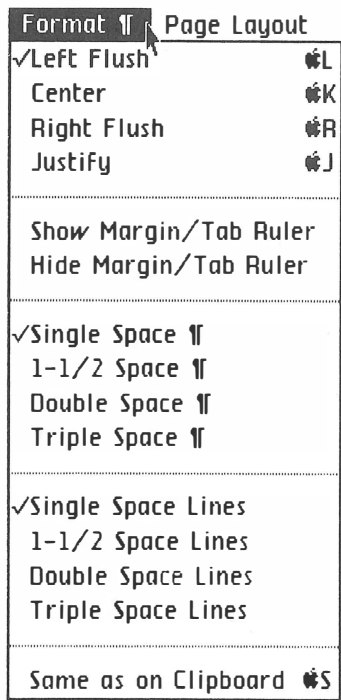 Format ¶ Page Layout
✓Left Flush L
Center K
Right Flush R
Justify J
Show Margin/Tab Ruler
Hide Margin/Tab Ruler
✓Single Space ¶
1-1/2 Space ¶
Double Space ¶
Triple Space ¶
✓Single Space Lines
1-1/2 Space Lines
Double Space Lines
Triple Space Lines
Same as on Clipboard S